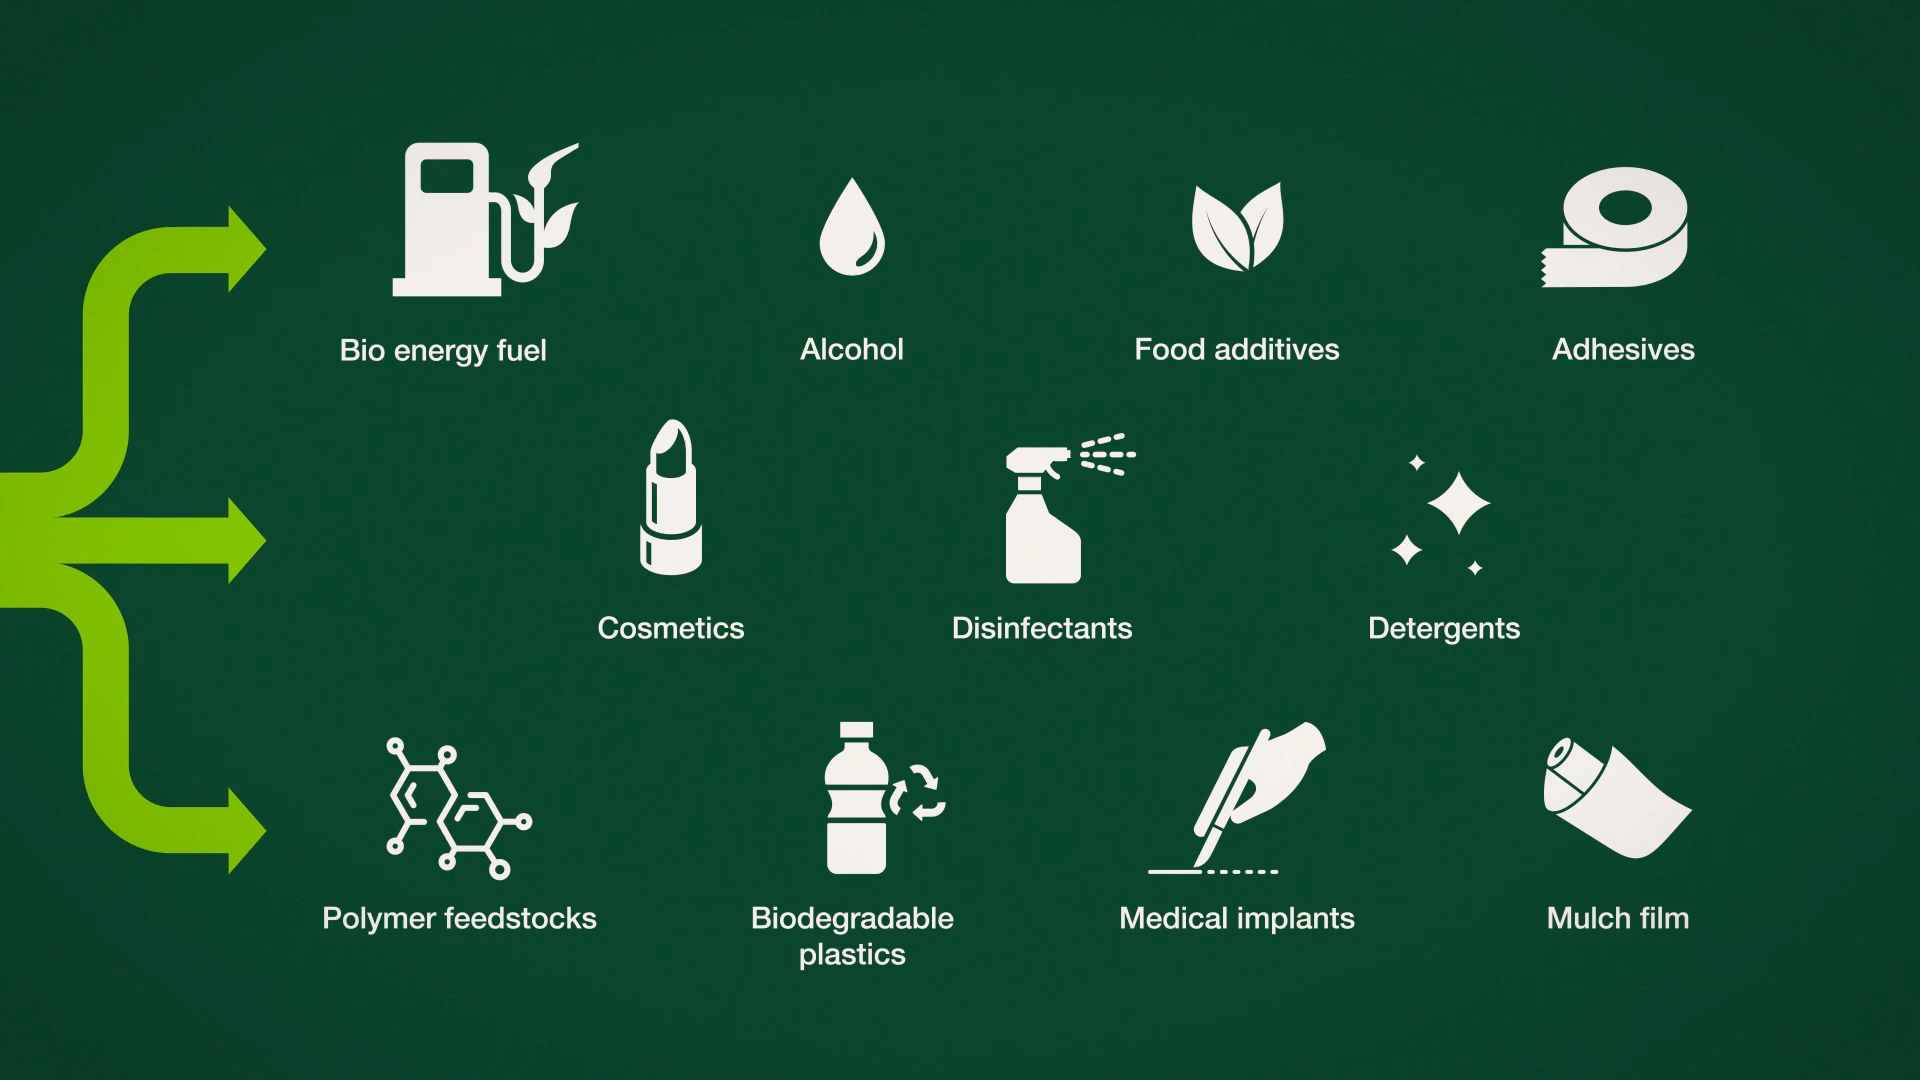 Bio energy fuel
Alcohol
Food additives
Adhesives
Cosmetics
Disinfectants
Detergents
Polymer feedstocks
Biodegradable
plastics
Medical implants
Mulch film